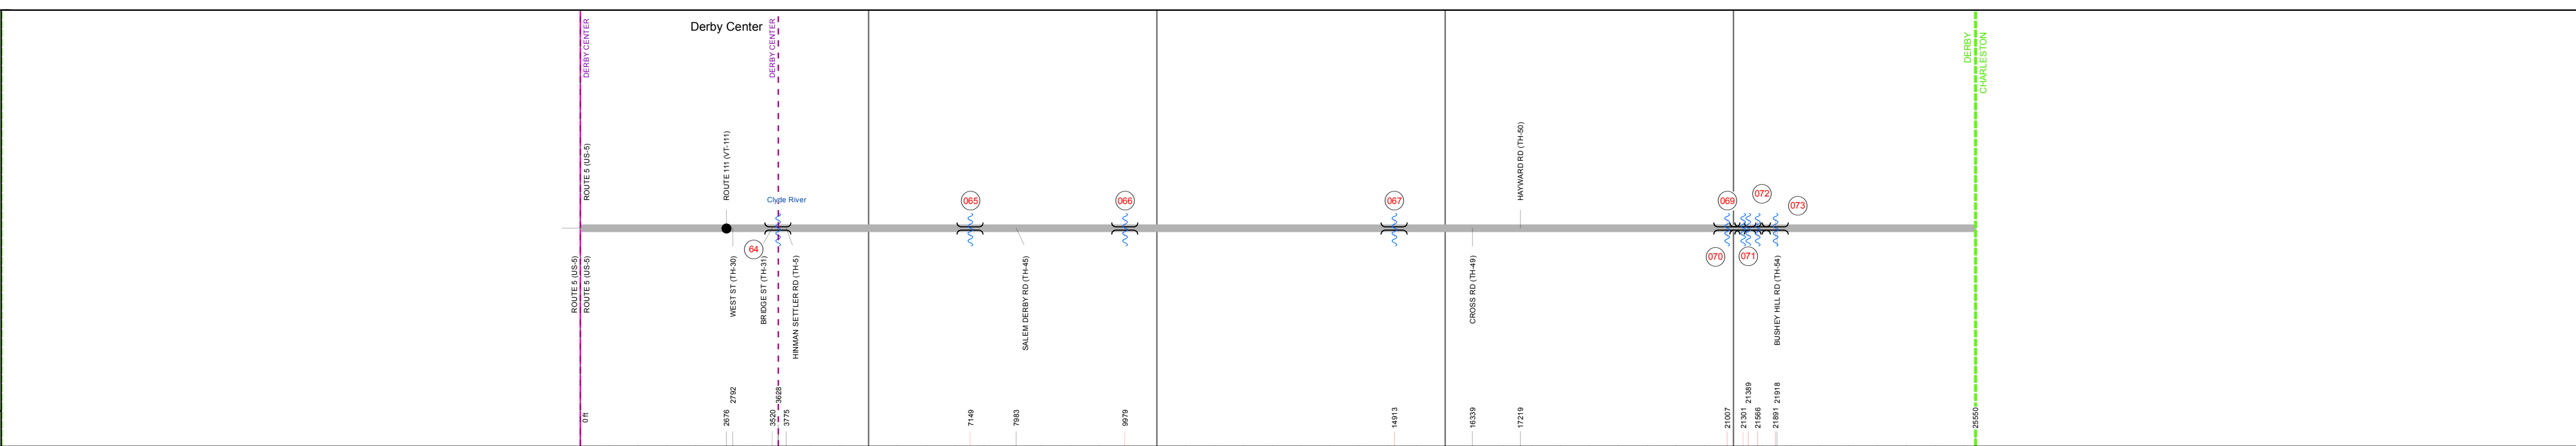 Derby Center
DERBY CENTER
DERBY CENTER
DERBY
CHARLESTON
ROUTE 5 (US-5)
ROUTE 111 (VT-111)
HAYWARD RD (TH-50)
Clyde River
64
065
066
067
069
070
071
072
073
ROUTE 5 (US-5)
ROUTE 5 (US-5)
WEST ST (TH-30)
BRIDGE ST (TH-31)
HINMAN SETTLER RD (TH-5)
SALEM DERBY RD (TH-45)
CROSS RD (TH-49)
BUSHEY HILL RD (TH-54)
0 ft
2676
2792
3520
3628
3775
7149
7983
9979
14913
16339
17219
21007
21301
21389
21566
21891
21918
25550